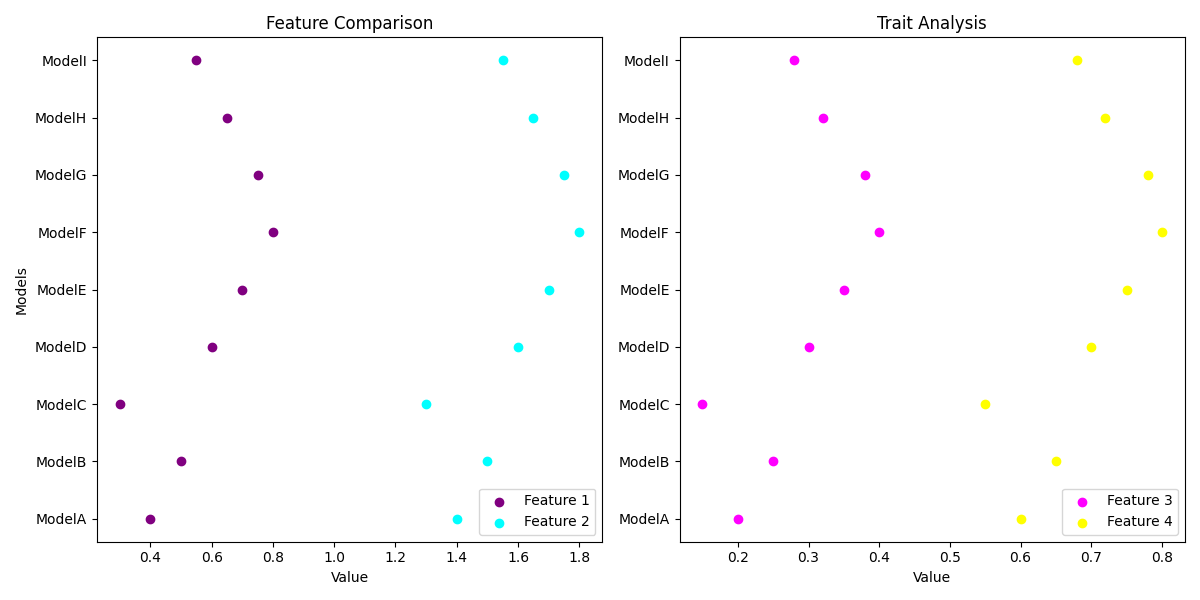 Feature Comparison
ModelI
ModelH
ModelG
ModelF
ModelE
ModelD
ModelC
ModelB
ModelA
Models
0.4 0.6 0.8 1.0 1.2 1.4 1.6 1.8
Value
Feature 1
Feature 2
Trait Analysis
ModelI
ModelH
ModelG
ModelF
ModelE
ModelD
ModelC
ModelB
ModelA
0.2 0.3 0.4 0.5 0.6 0.7 0.8
Value
Feature 3
Feature 4